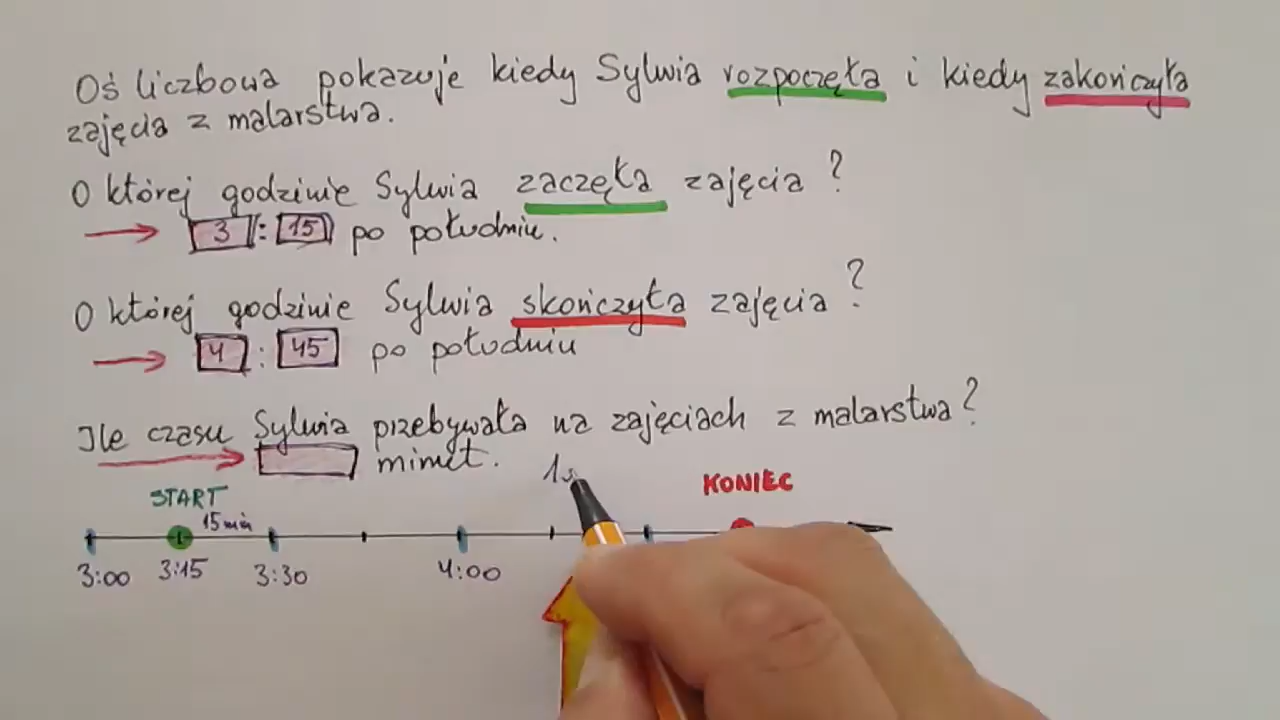 Oś liczbowa pokazuje kiedy Sylwia rozpoczęła i kiedy zakończyła
zajęcia z malarstwa.
O której godzinie Sylwia zaczęła zajęcia?
3 : 15 po południu.
O której godzinie Sylwia skończyła zajęcia?
4 : 45 po południu
Ile czasu Sylwia przebywała na zajęciach z malarstwa?
minut.
START
KONIEC
15 min
3:00 3:15 3:30 4:00